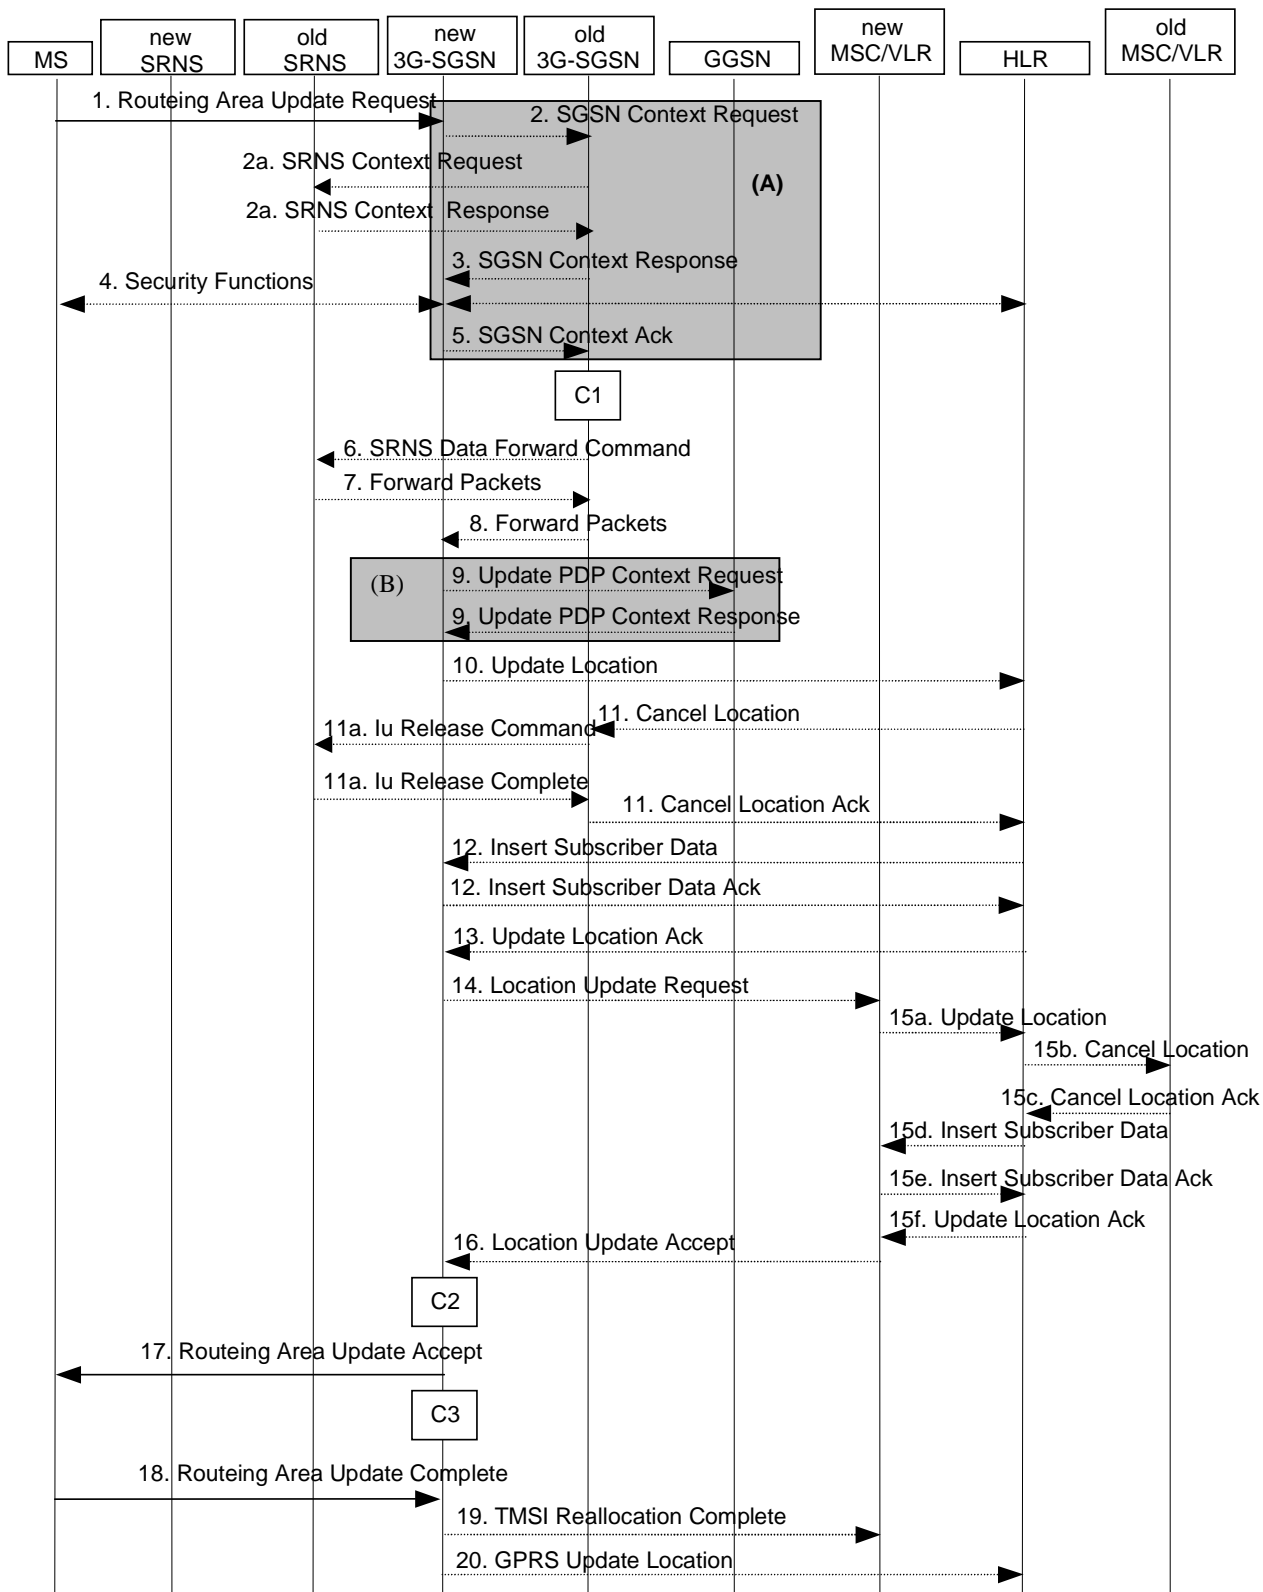 MS
new
SRNS
old
SRNS
new
3G-SGSN
old
3G-SGSN
GGSN
new
MSC/VLR
HLR
old
MSC/VLR
1. Routeing Area Update Request
2. SGSN Context Request
2a. SRNS Context Request
(A)
2a. SRNS Context Response
3. SGSN Context Response
4. Security Functions
5. SGSN Context Ack
C1
6. SRNS Data Forward Command
7. Forward Packets
8. Forward Packets
(B)
9. Update PDP Context Request
9. Update PDP Context Response
10. Update Location
11. Cancel Location
11a. Iu Release Command
11a. Iu Release Complete
11. Cancel Location Ack
12. Insert Subscriber Data
12. Insert Subscriber Data Ack
13. Update Location Ack
14. Location Update Request
15a. Update Location
15b. Cancel Location
15c. Cancel Location Ack
15d. Insert Subscriber Data
15e. Insert Subscriber Data Ack
15f. Update Location Ack
16. Location Update Accept
C2
17. Routeing Area Update Accept
C3
18. Routeing Area Update Complete
19. TMSI Reallocation Complete
20. GPRS Update Location